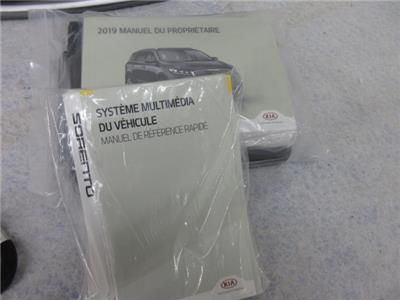 2019 MANUEL DU PROPRIÉTAIRE
KIA
SYSTÈME MULTIMÉDIA
DU VÉHICULE
MANUEL DE RÉFÉRENCE RAPIDE
SORENTO
KIA